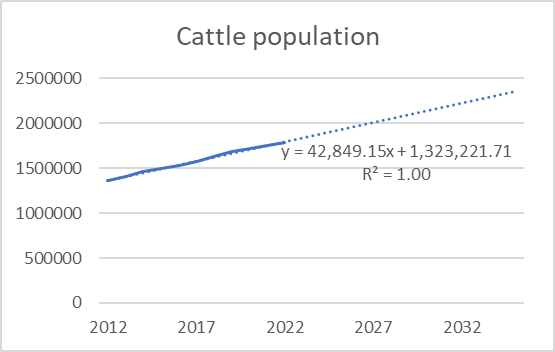 Cattle population
2500000
2000000
1500000
1000000
500000
0
y = 42,849.15x + 1,323,221.71
R² = 1.00
2012 2017 2022 2027 2032